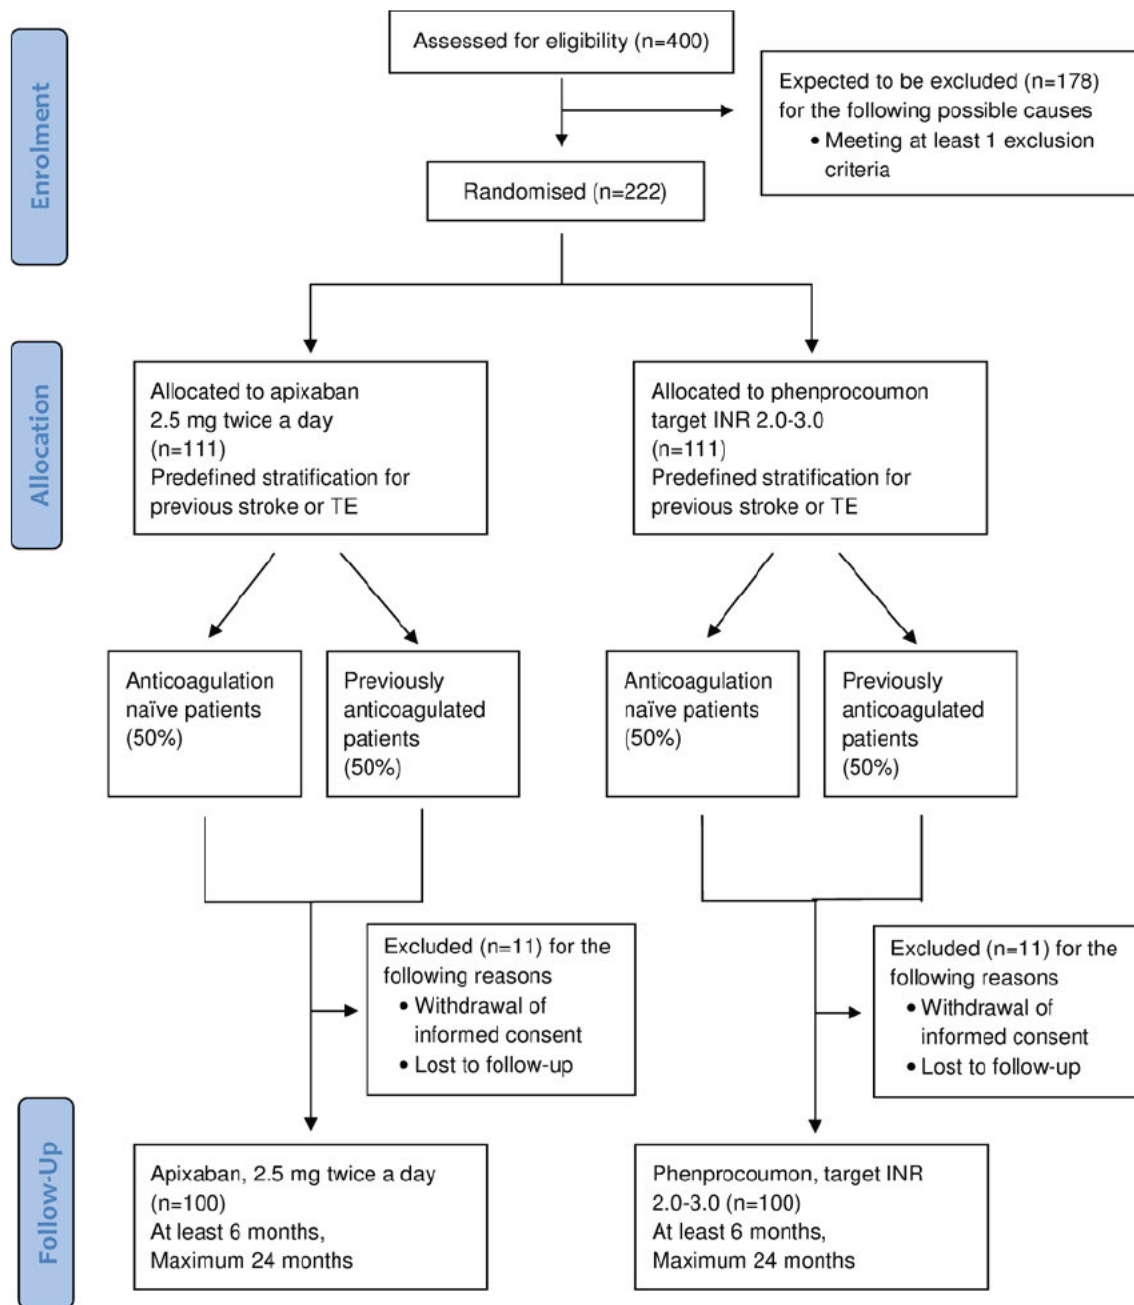 Enrolment
Assessed for eligibility (n=400)
Expected to be excluded (n=178)
for the following possible causes
• Meeting at least 1 exclusion
criteria
Randomised (n=222)
Allocation
Allocated to apixaban
2.5 mg twice a day
(n=111)
Predefined stratification for
previous stroke or TE
Allocated to phenprocoumon
target INR 2.0-3.0
(n=111)
Predefined stratification for
previous stroke or TE
Anticoagulation
naïve patients
(50%)
Previously
anticoagulated
patients
(50%)
Anticoagulation
naïve patients
(50%)
Previously
anticoagulated
patients
(50%)
Excluded (n=11) for the
following reasons
• Withdrawal of
informed consent
• Lost to follow-up
Excluded (n=11) for the
following reasons
• Withdrawal of
informed consent
• Lost to follow-up
Follow-Up
Apixaban, 2.5 mg twice a day
(n=100)
At least 6 months,
Maximum 24 months
Phenprocoumon, target INR
2.0-3.0 (n=100)
At least 6 months,
Maximum 24 months